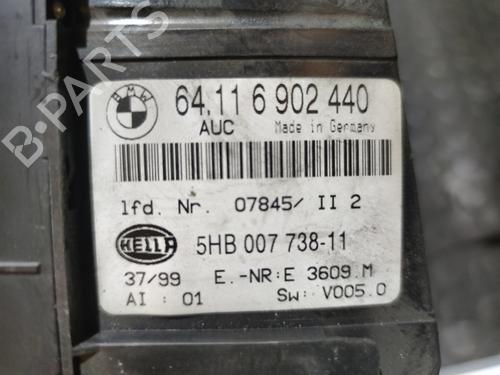 BMW
64.11 6 902 440
AUC Made in Germany
lfd. Nr. 07845/ II 2
HELLA 5HB 007 738-11
37/99 E.-NR:E 3609.M
AI : 01 SW: V005.0
B-PARTS